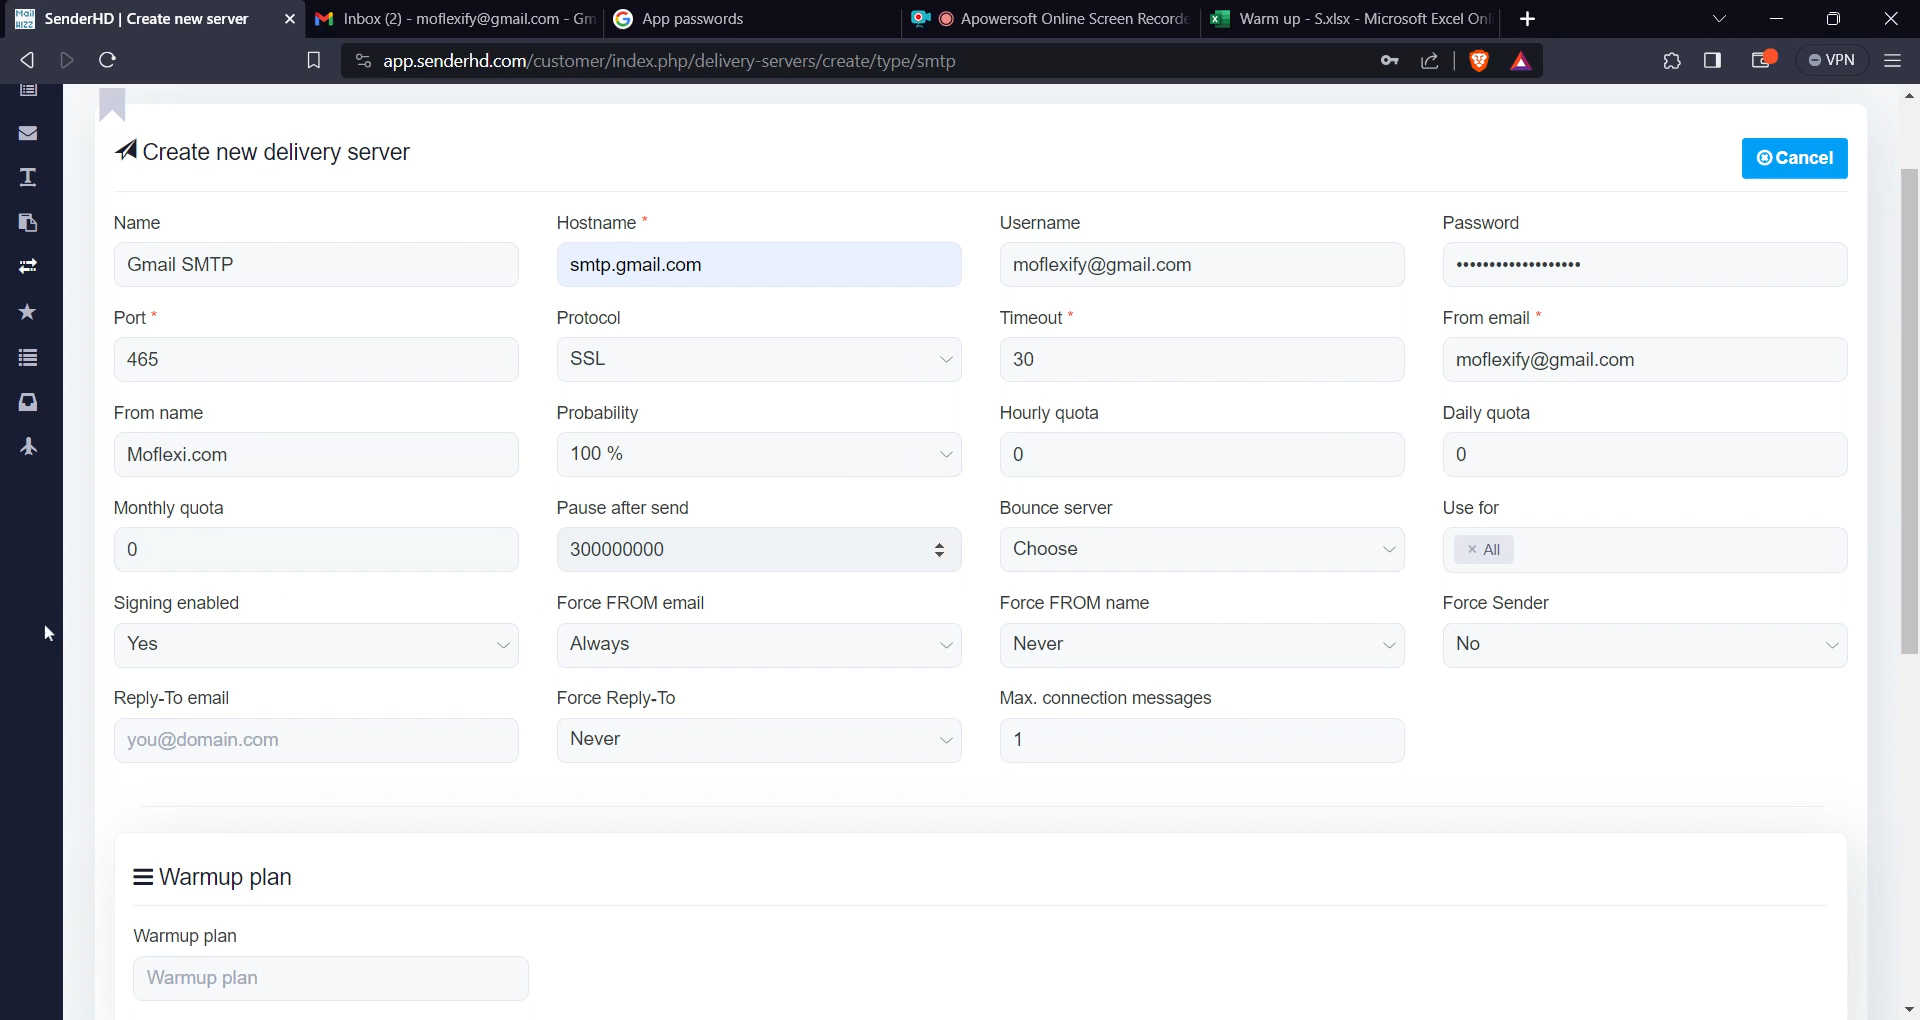 SenderHD | Create new server
Inbox (2) - moflexify@gmail.com - Gm
App passwords
Apowersoft Online Screen Recorde
Warm up - S.xlsx - Microsoft Excel Onli
app.senderhd.com/customer/index.php/delivery-servers/create/type/smtp
VPN
Create new delivery server
Cancel
Name
Hostname *
Username
Password
Gmail SMTP
smtp.gmail.com
moflexify@gmail.com
•••••••••••••••••••
Port *
Protocol
Timeout *
From email *
465
SSL
30
moflexify@gmail.com
From name
Probability
Hourly quota
Daily quota
Moflexi.com
100 %
0
0
Monthly quota
Pause after send
Bounce server
Use for
0
300000000
Choose
× All
Signing enabled
Force FROM email
Force FROM name
Force Sender
Yes
Always
Never
No
Reply-To email
Force Reply-To
Max. connection messages
you@domain.com
Never
1
Warmup plan
Warmup plan
Warmup plan